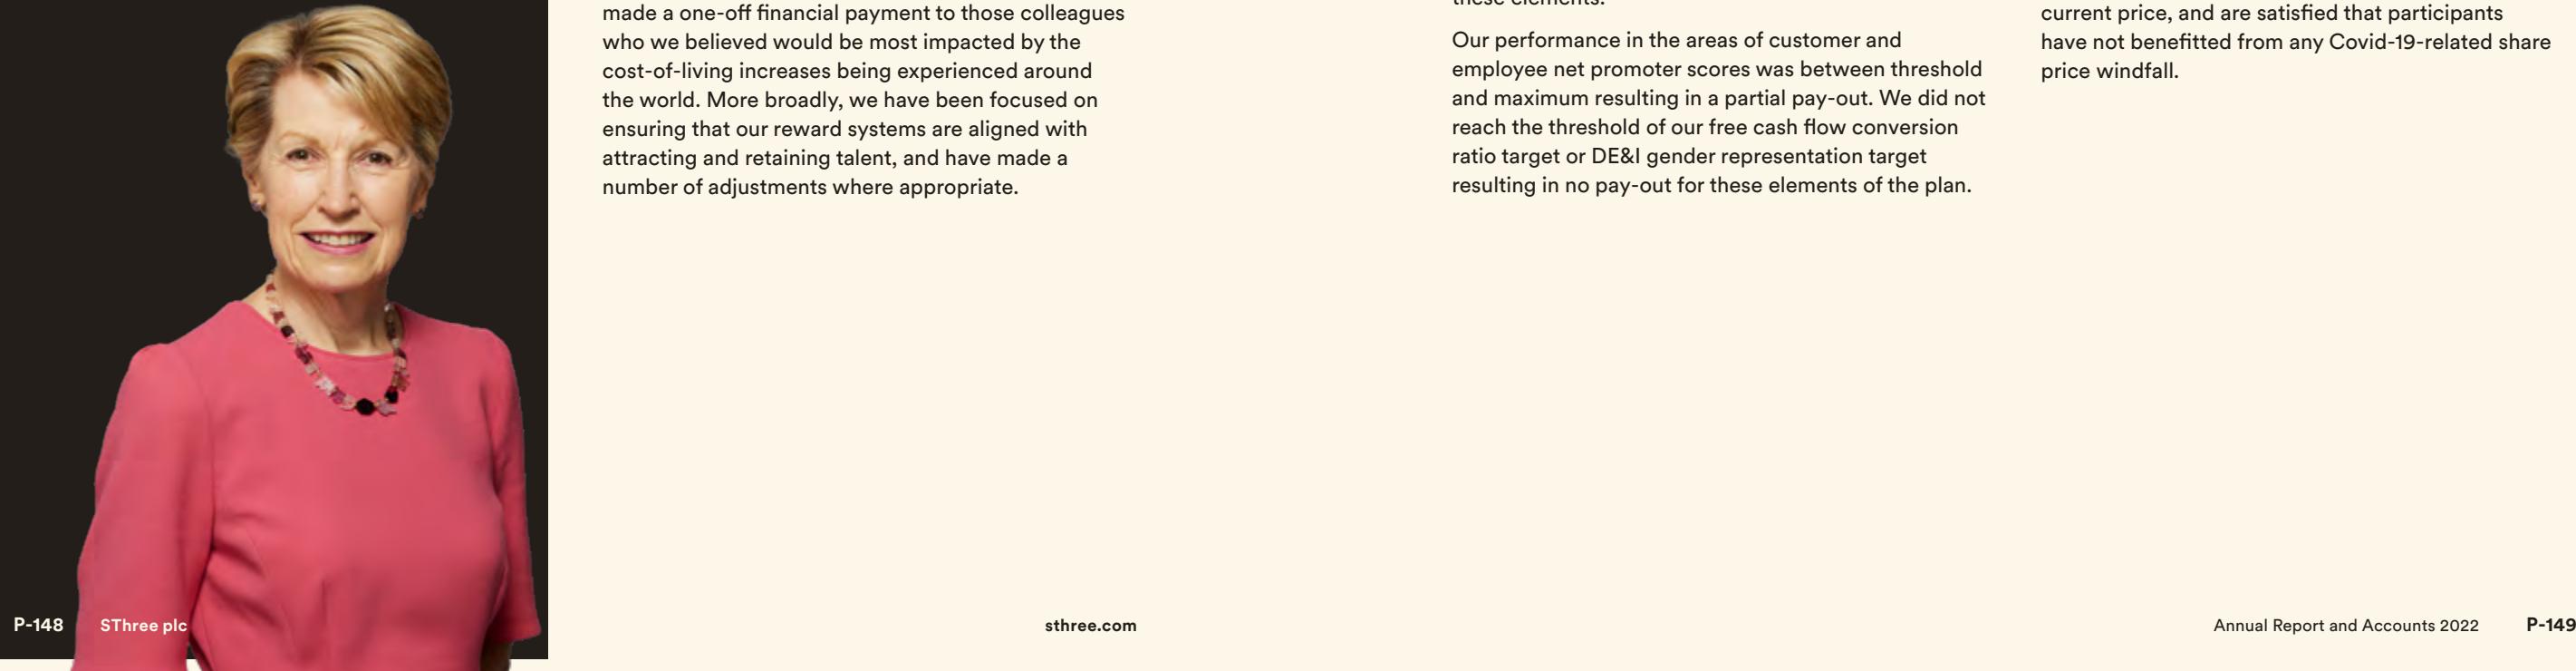 made a one-off financial payment to those colleagues
who we believed would be most impacted by the
cost-of-living increases being experienced around
the world. More broadly, we have been focused on
ensuring that our reward systems are aligned with
attracting and retaining talent, and have made a
number of adjustments where appropriate.
these elements.
Our performance in the areas of customer and
employee net promoter scores was between threshold
and maximum resulting in a partial pay-out. We did not
reach the threshold of our free cash flow conversion
ratio target or DE&I gender representation target
resulting in no pay-out for these elements of the plan.
current price, and are satisfied that participants
have not benefitted from any Covid-19-related share
price windfall.
P-148 SThree plc
sthree.com
Annual Report and Accounts 2022 P-149